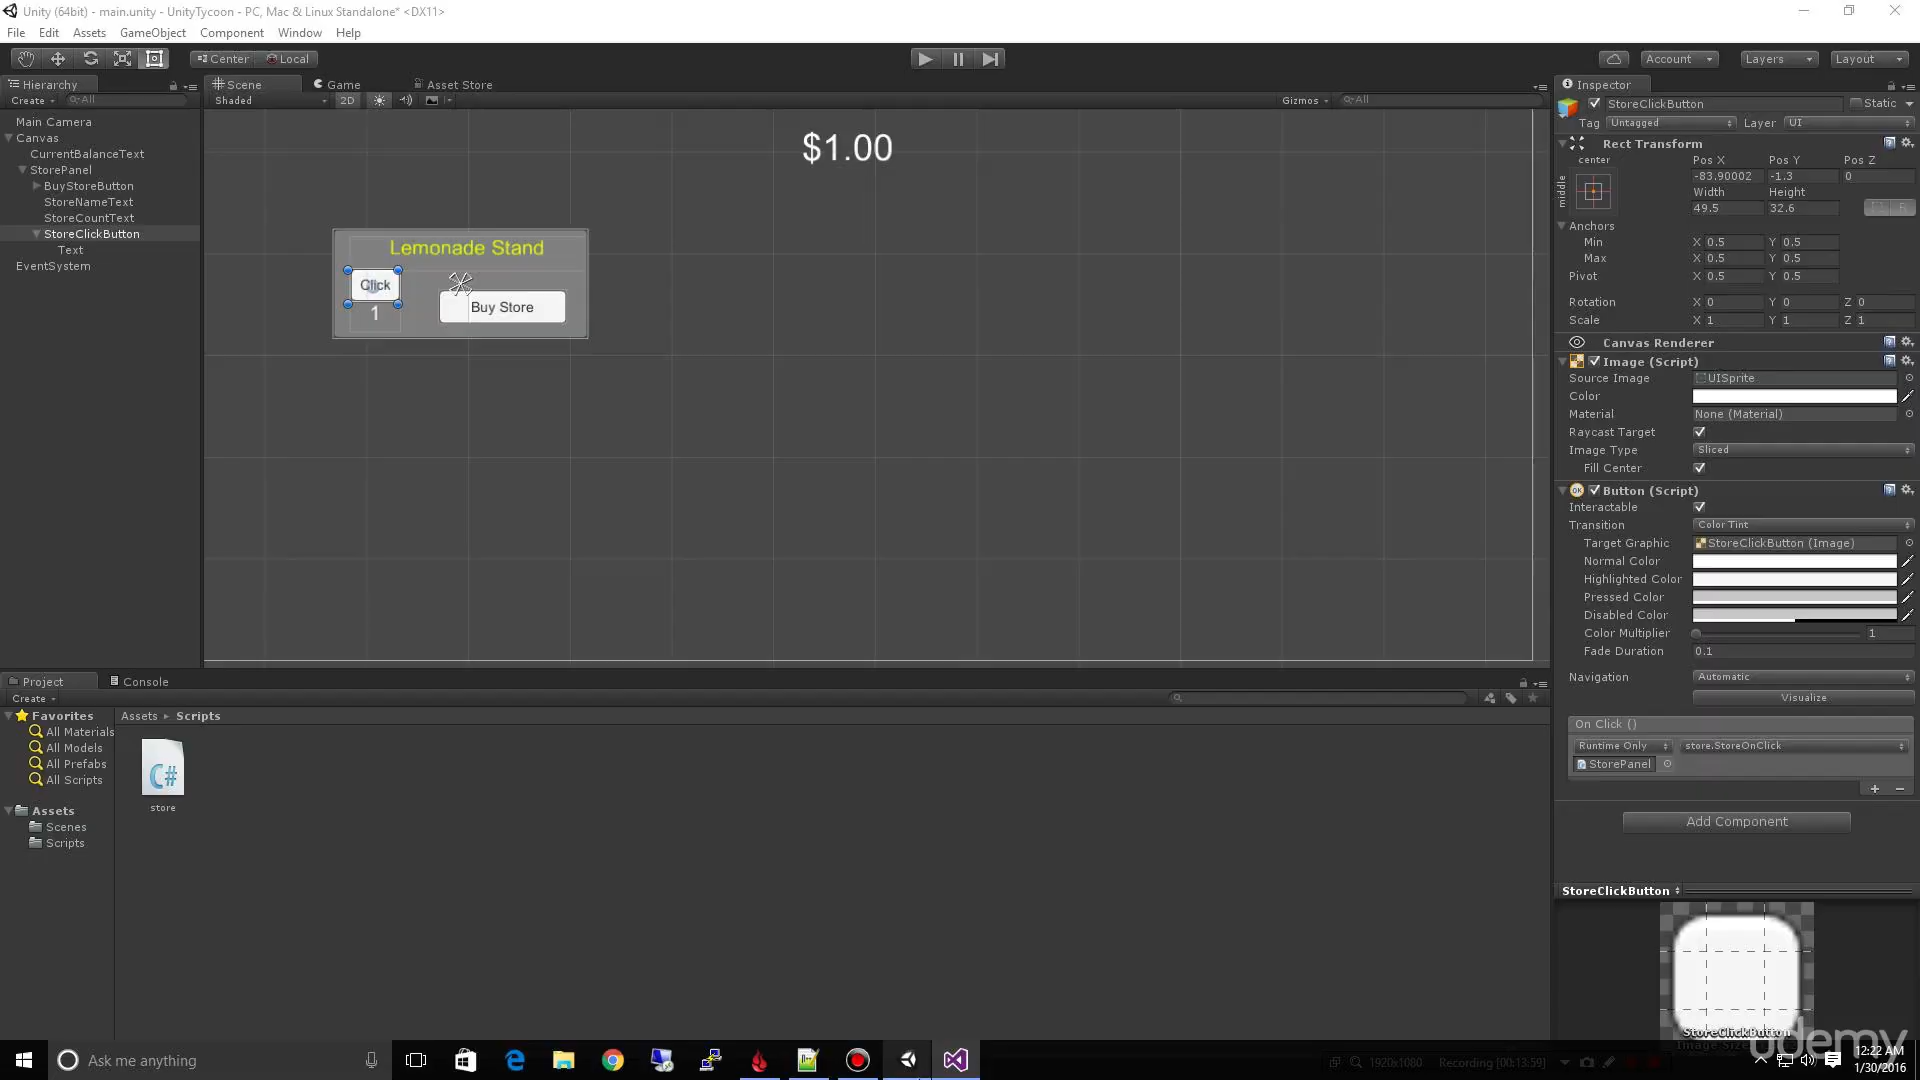 Unity (64bit) - main.unity - UnityTycoon - PC, Mac & Linux Standalone* <DX11>
File Edit Assets GameObject Component Window Help
Center Local Account Layers Layout
Hierarchy Scene Game Asset Store Inspector
Create All Shaded 2D Gizmos All
StoreClickButton Static
Tag Untagged Layer UI
Main Camera
Canvas
CurrentBalanceText
StorePanel
BuyStoreButton
StoreNameText
StoreCountText
StoreClickButton
Text
EventSystem
$1.00
Lemonade Stand
Click
1
Buy Store
Rect Transform
center Pos X Pos Y Pos Z
middle
-83.90002 -1.3 0
Width Height
49.5 32.6
Anchors
Min X 0.5 Y 0.5
Max X 0.5 Y 0.5
Pivot X 0.5 Y 0.5
Rotation X 0 Y 0 Z 0
Scale X 1 Y 1 Z 1
Canvas Renderer
Image (Script)
Source Image UISprite
Color
Material None (Material)
Raycast Target
Image Type Sliced
Fill Center
Button (Script)
Interactable
Transition Color Tint
Target Graphic StoreClickButton (Image)
Normal Color
Highlighted Color
Pressed Color
Disabled Color
Color Multiplier 1
Fade Duration 0.1
Navigation Automatic
Visualize
On Click ()
Runtime Only store.StoreOnClick
StorePanel
Add Component
StoreClickButton
StoreClickButton
Project Console
Create
Favorites
All Materials
All Models
All Prefabs
All Scripts
Assets
Scenes
Scripts
Assets Scripts
C#
store
udemy
Ask me anything
1920x1080 Recording [00:13:59]
12:22 AM
1/30/2016